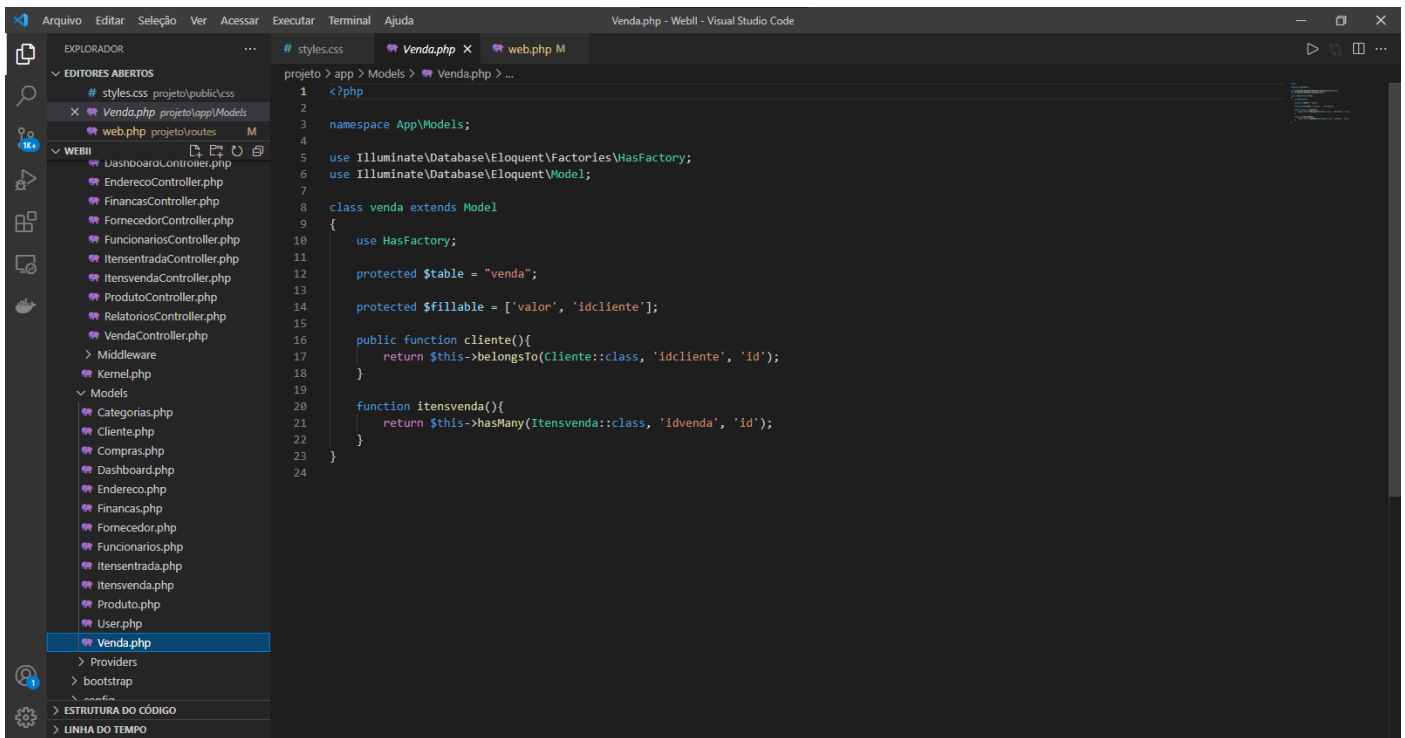 Arquivo Editar Seleção Ver Acessar Executar Terminal Ajuda
Venda.php - WebII - Visual Studio Code
EXPLORADOR
EDITORES ABERTOS
# styles.css projeto\public\css
Venda.php projeto\app\Models
web.php projeto\routes M
1K+
WEBII
DashboardController.php
EnderecoController.php
FinancasController.php
FornecedorController.php
FuncionariosController.php
ItensentradaController.php
ItensvendaController.php
ProdutoController.php
RelatoriosController.php
VendaController.php
> Middleware
Kernel.php
Models
Categorias.php
Cliente.php
Compras.php
Dashboard.php
Endereco.php
Financas.php
Fornecedor.php
Funcionarios.php
Itensentrada.php
Itensvenda.php
Produto.php
User.php
Venda.php
> Providers
> bootstrap
> config
1
> ESTRUTURA DO CÓDIGO
> LINHA DO TEMPO
# styles.css Venda.php web.php M
projeto > app > Models > Venda.php > ...
1 <?php
2
3 namespace App\Models;
4
5 use Illuminate\Database\Eloquent\Factories\HasFactory;
6 use Illuminate\Database\Eloquent\Model;
7
8 class venda extends Model
9 {
10 use HasFactory;
11
12 protected $table = "venda";
13
14 protected $fillable = ['valor', 'idcliente'];
15
16 public function cliente(){
17 return $this->belongsTo(Cliente::class, 'idcliente', 'id');
18 }
19
20 function itensvenda(){
21 return $this->hasMany(Itensvenda::class, 'idvenda', 'id');
22 }
23 }
24